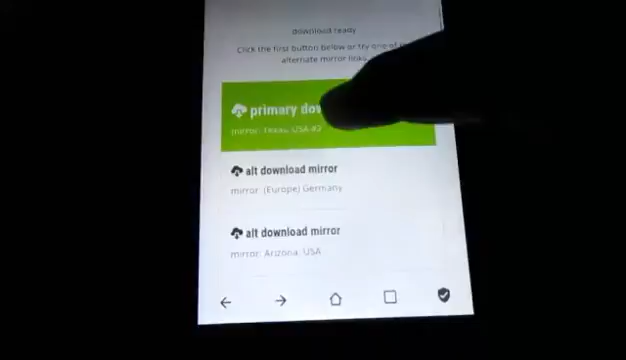 download ready
Click the first button below or try one of
alternate mirror links
primary
mirror: Texas, USA #2
alt download mirror
mirror: (Europe) Germany
alt download mirror
mirror: Arizona, USA